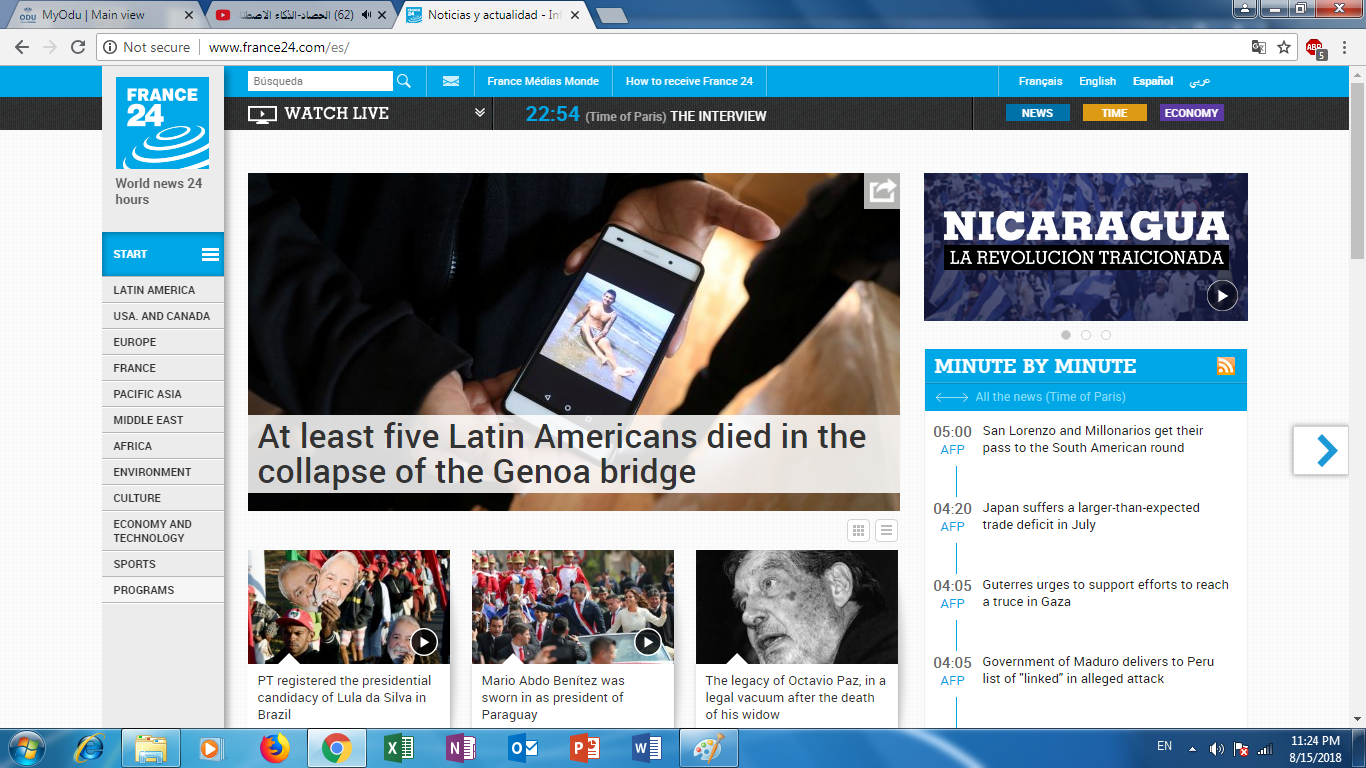 MyOdu | Main view
(62) الحصاد-الذكاء الاصطنا
Noticias y actualidad - Inf
Not secure
www.france24.com/es/
ABP
5
Búsqueda
France Médias Monde
How to receive France 24
Français
English
Español
عربي
FRANCE
24
WATCH LIVE
22:54 (Time of Paris) THE INTERVIEW
NEWS
TIME
ECONOMY
World news 24
hours
START
LATIN AMERICA
USA. AND CANADA
EUROPE
FRANCE
PACIFIC ASIA
MIDDLE EAST
AFRICA
ENVIRONMENT
CULTURE
ECONOMY AND
TECHNOLOGY
SPORTS
PROGRAMS
At least five Latin Americans died in the
collapse of the Genoa bridge
PT registered the presidential
candidacy of Lula da Silva in
Brazil
Mario Abdo Benítez was
sworn in as president of
Paraguay
The legacy of Octavio Paz, in a
legal vacuum after the death
of his widow
NICARAGUA
LA REVOLUCIÓN TRAICIONADA
MINUTE BY MINUTE
All the news (Time of Paris)
05:00
AFP
San Lorenzo and Millonarios get their
pass to the South American round
04:20
AFP
Japan suffers a larger-than-expected
trade deficit in July
04:05
AFP
Guterres urges to support efforts to reach
a truce in Gaza
04:05
AFP
Government of Maduro delivers to Peru
list of "linked" in alleged attack
EN
11:24 PM
8/15/2018